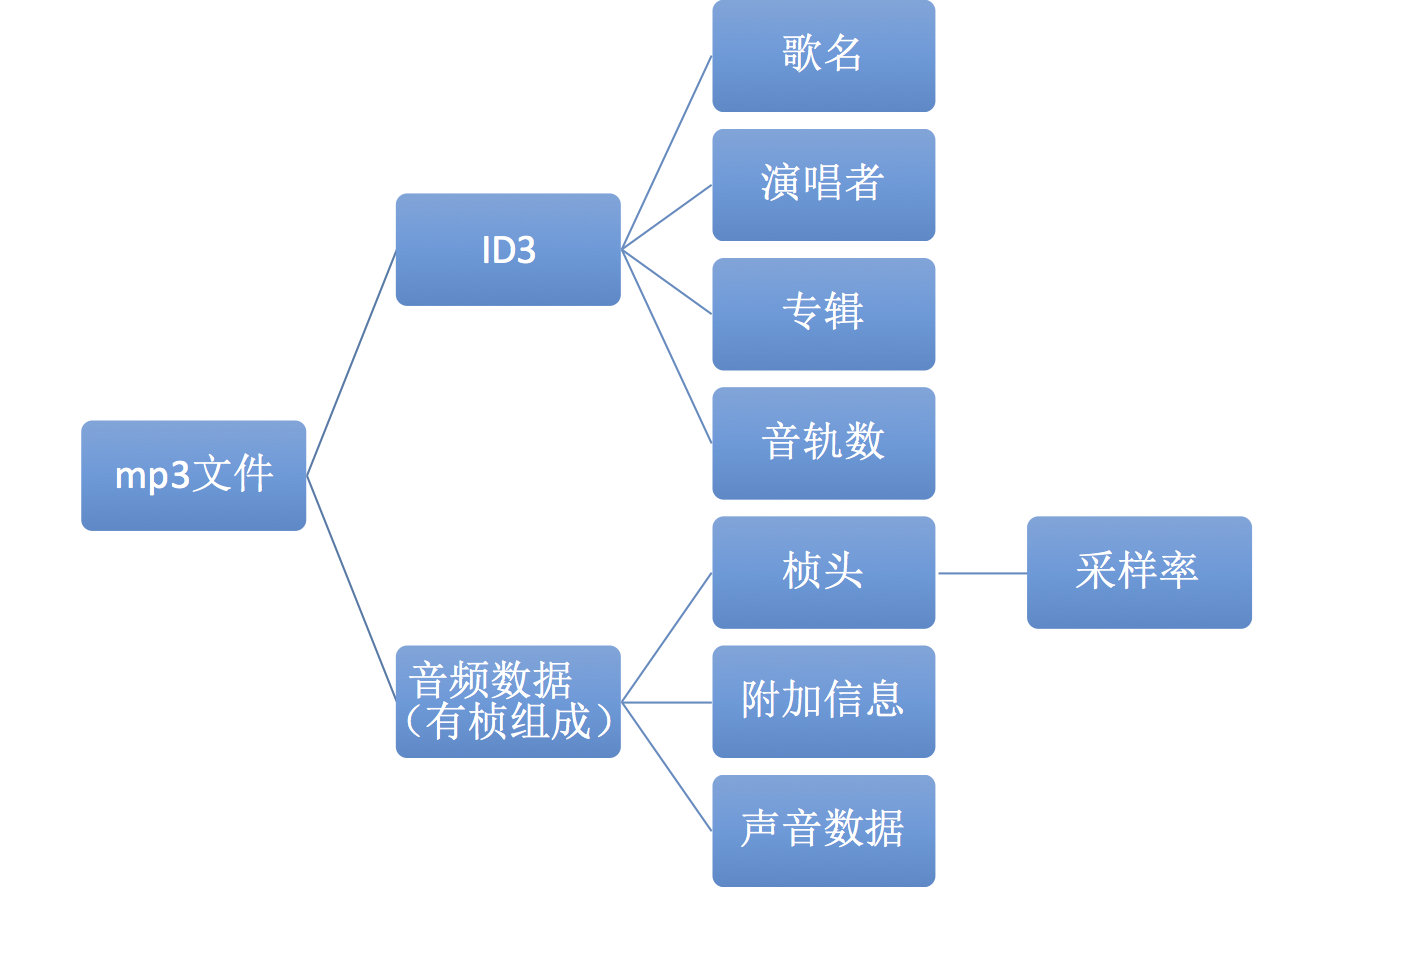 歌名
演唱者
ID3
专辑
音轨数
mp3文件
桢头
采样率
音频数据
（有桢组成）
附加信息
声音数据